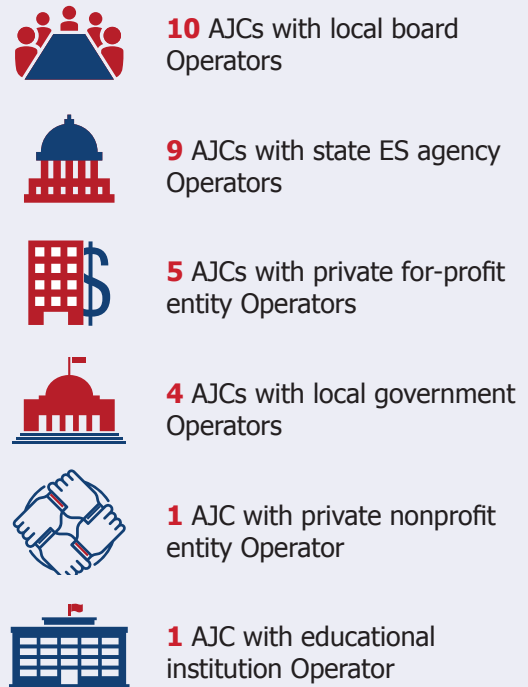 10 AJCs with local board
Operators
9 AJCs with state ES agency
Operators
5 AJCs with private for-profit
entity Operators
4 AJCs with local government
Operators
1 AJC with private nonprofit
entity Operator
1 AJC with educational
institution Operator